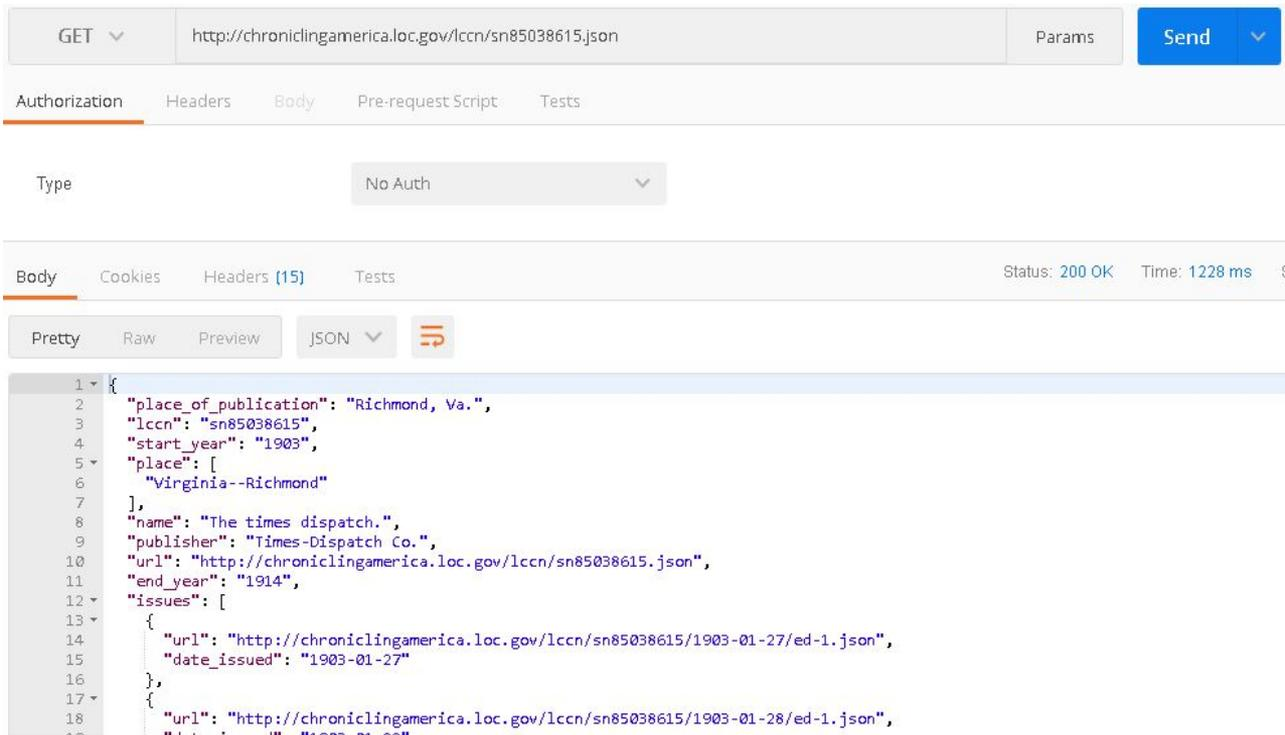 GET http://chroniclingamerica.loc.gov/lccn/sn85038615.json Params Send
Authorization Headers Body Pre-request Script Tests
Type No Auth
Body Cookies Headers (15) Tests Status: 200 OK Time: 1228 ms
Pretty Raw Preview JSON
1 {
2 "place_of_publication": "Richmond, Va.",
3 "lccn": "sn85038615",
4 "start_year": "1903",
5 "place": [
6 "Virginia--Richmond"
7 ],
8 "name": "The times dispatch.",
9 "publisher": "Times-Dispatch Co.",
10 "url": "http://chroniclingamerica.loc.gov/lccn/sn85038615.json",
11 "end_year": "1914",
12 "issues": [
13 {
14 "url": "http://chroniclingamerica.loc.gov/lccn/sn85038615/1903-01-27/ed-1.json",
15 "date_issued": "1903-01-27"
16 },
17 {
18 "url": "http://chroniclingamerica.loc.gov/lccn/sn85038615/1903-01-28/ed-1.json",